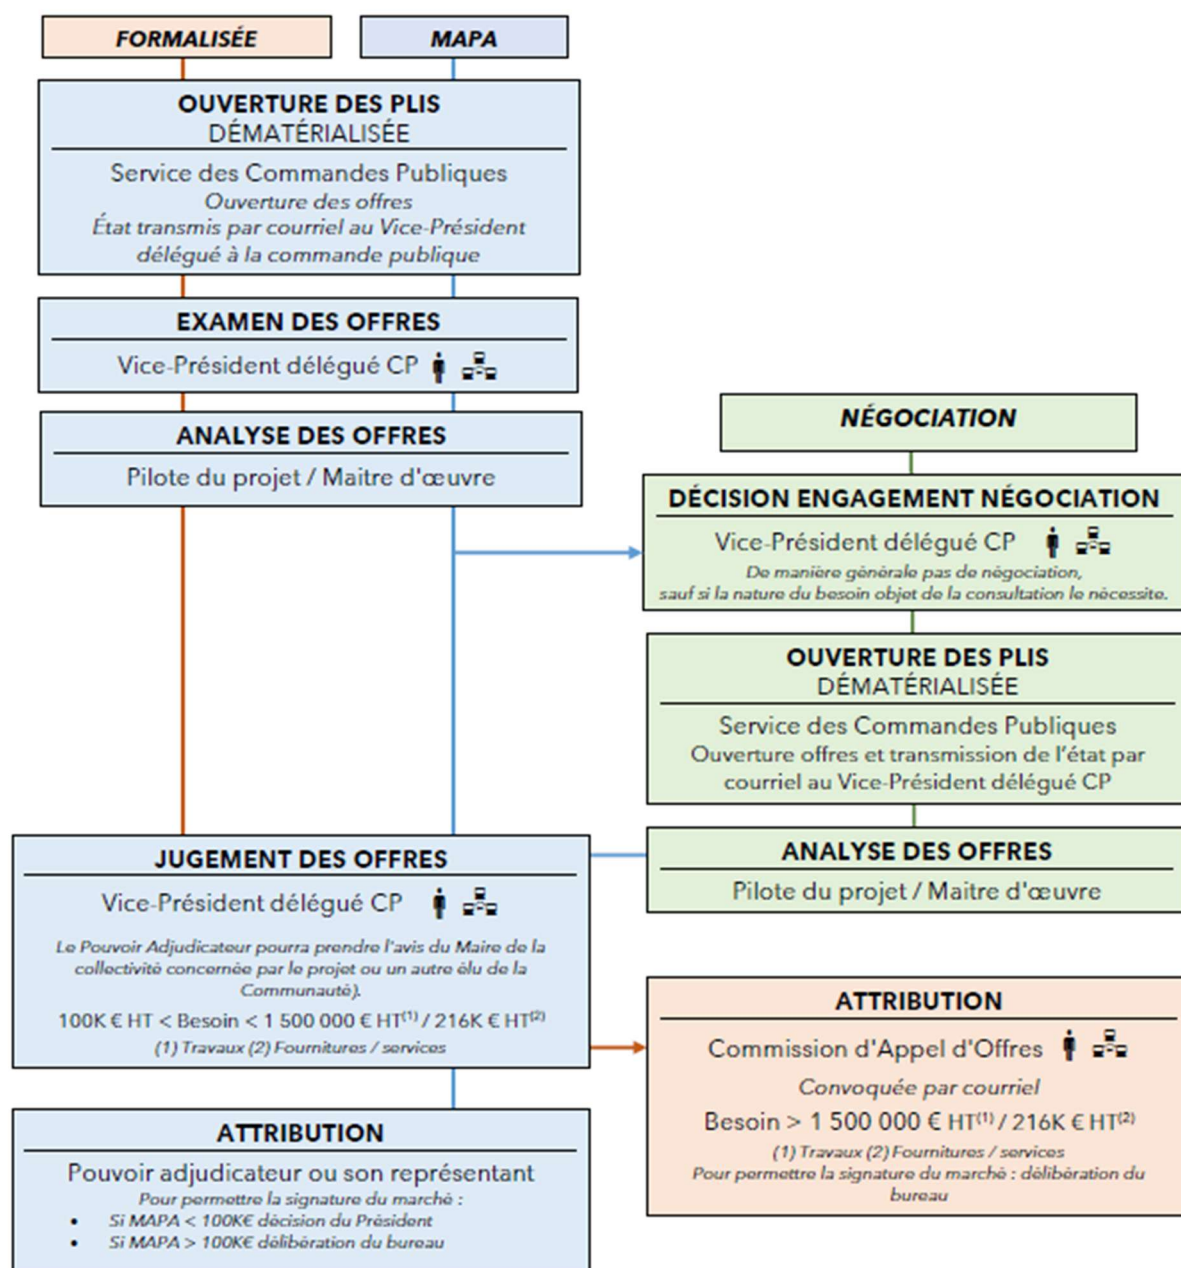 FORMALISÉE
MAPA
OUVERTURE DES PLIS
DÉMATÉRIALISÉE
Service des Commandes Publiques
Ouverture des offres
État transmis par courriel au Vice-Président
délégué à la commande publique
EXAMEN DES OFFRES
Vice-Président délégué CP
ANALYSE DES OFFRES
Pilote du projet / Maitre d'œuvre
NÉGOCIATION
DÉCISION ENGAGEMENT NÉGOCIATION
Vice-Président délégué CP
De manière générale pas de négociation,
sauf si la nature du besoin objet de la consultation le nécessite.
OUVERTURE DES PLIS
DÉMATÉRIALISÉE
Service des Commandes Publiques
Ouverture offres et transmission de l'état par
courriel au Vice-Président délégué CP
ANALYSE DES OFFRES
Pilote du projet / Maitre d'œuvre
JUGEMENT DES OFFRES
Vice-Président délégué CP
Le Pouvoir Adjudicateur pourra prendre l'avis du Maire de la
collectivité concernée par le projet ou un autre élu de la
Communauté).
100K € HT < Besoin < 1 500 000 € HT(1) / 216K € HT(2)
(1) Travaux (2) Fournitures / services
ATTRIBUTION
Commission d'Appel d'Offres
Convoquée par courriel
Besoin > 1 500 000 € HT(1) / 216K € HT(2)
(1) Travaux (2) Fournitures / services
Pour permettre la signature du marché : délibération du
bureau
ATTRIBUTION
Pouvoir adjudicateur ou son représentant
Pour permettre la signature du marché :
• Si MAPA < 100K€ décision du Président
• Si MAPA > 100K€ délibération du bureau